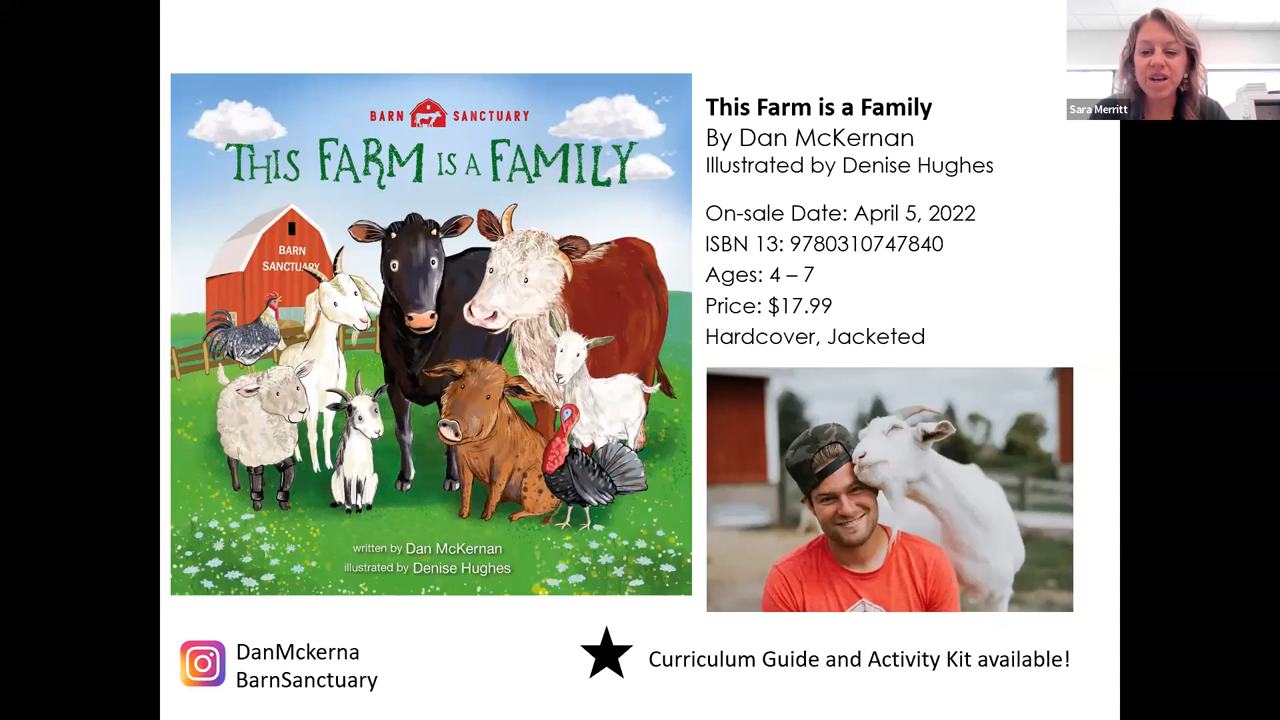 BARN SANCTUARY
THIS FARM IS A FAMILY
BARN
SANCTUARY
written by Dan McKernan
illustrated by Denise Hughes
This Farm is a Family
By Dan McKernan
Illustrated by Denise Hughes
On-sale Date: April 5, 2022
ISBN 13: 9780310747840
Ages: 4 – 7
Price: $17.99
Hardcover, Jacketed
Sara Merritt
DanMckerna
BarnSanctuary
Curriculum Guide and Activity Kit available!